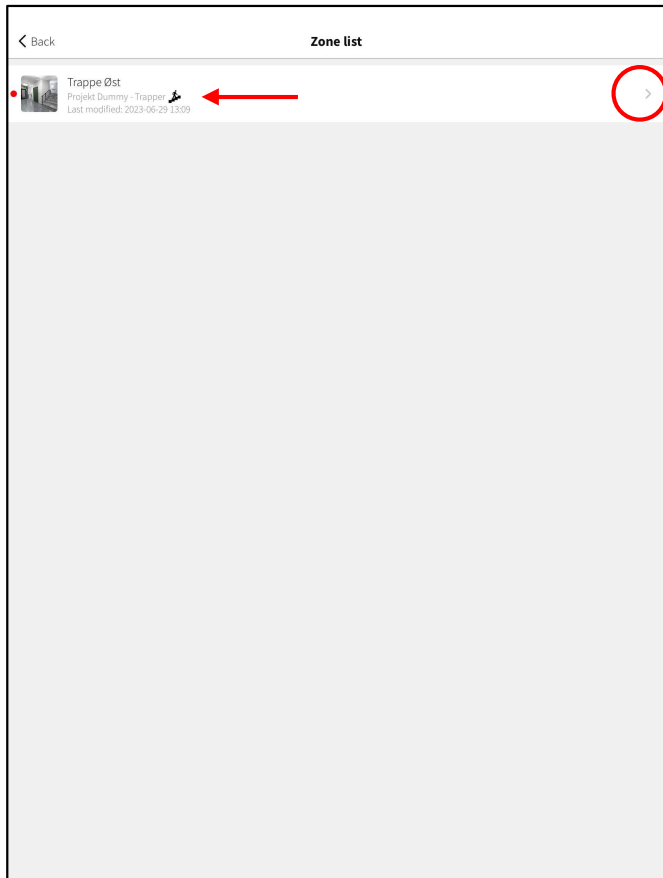 Back
Zone list
Trappe Øst
Projekt Dummy - Trapper
Last modified: 2023-06-29 13:09